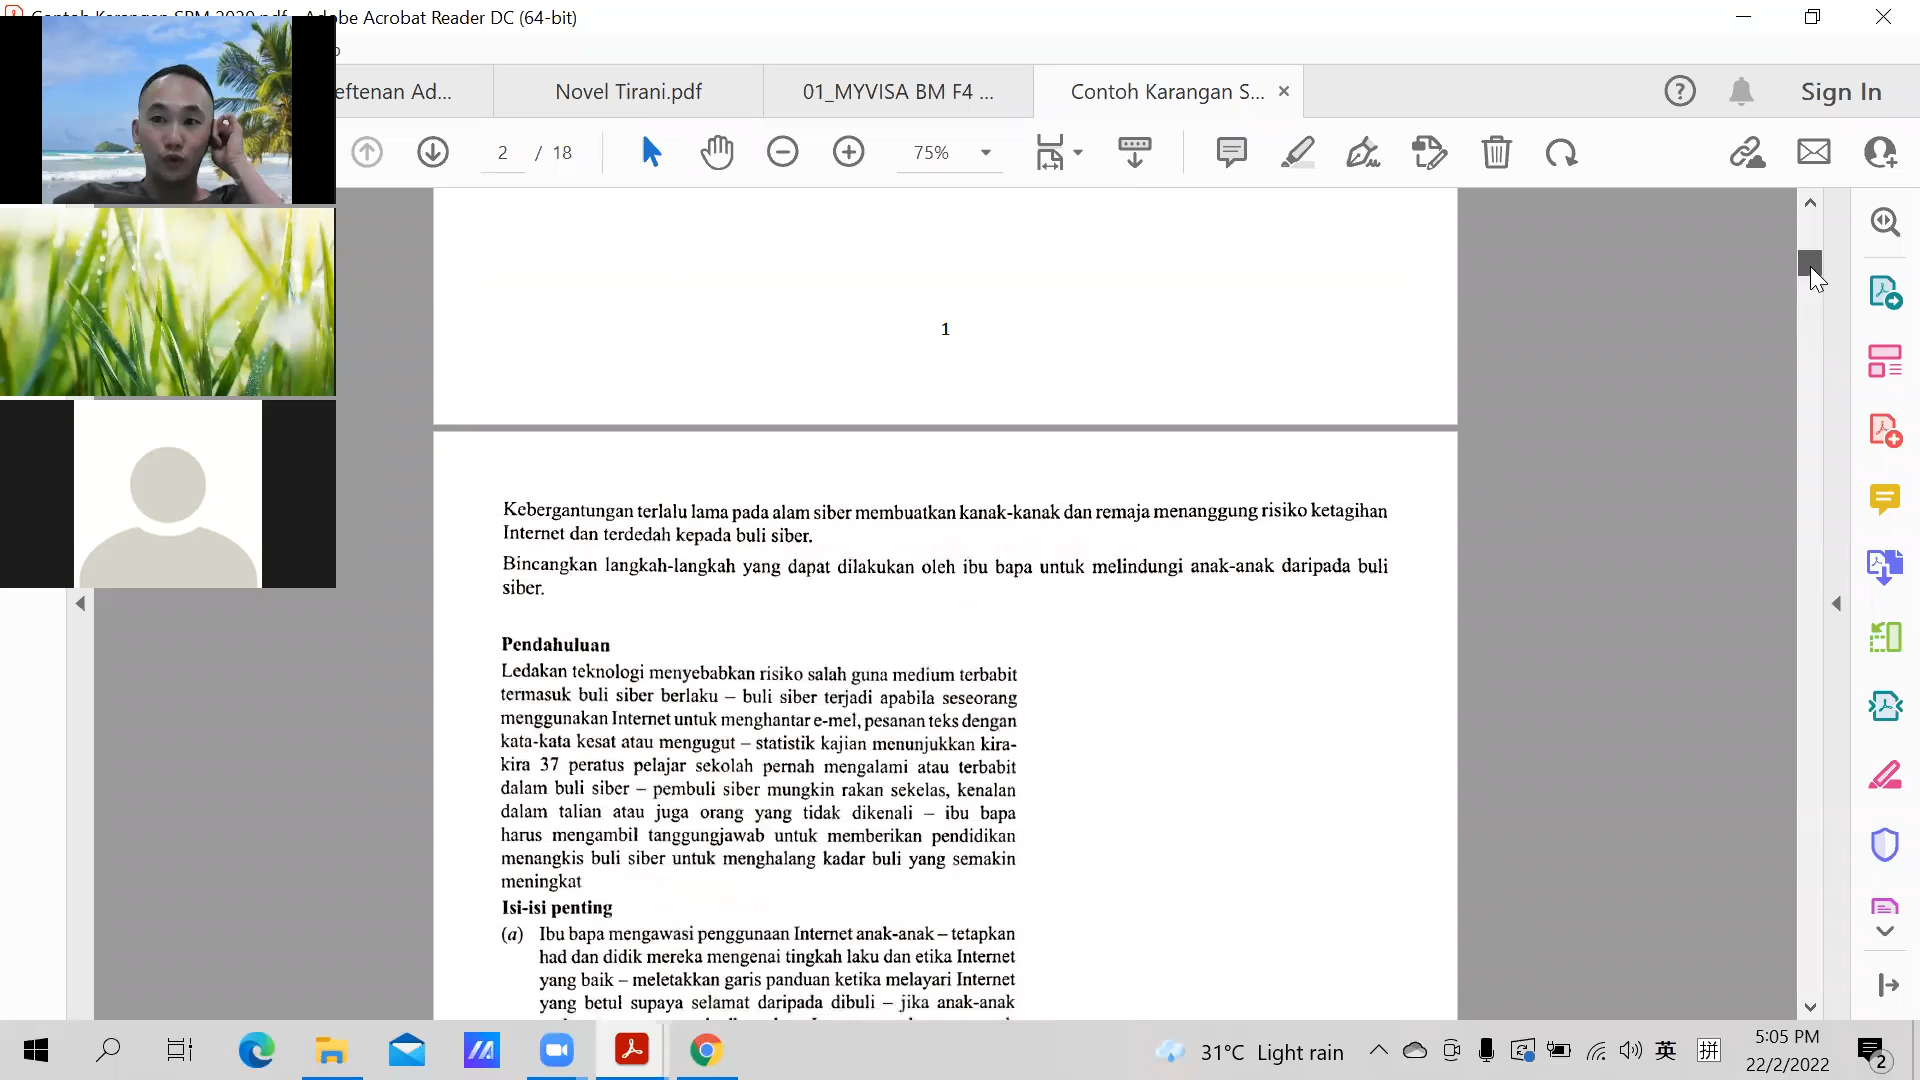 Adobe Acrobat Reader DC (64-bit)
eftenan Ad...
Novel Tirani.pdf
01_MYVISA BM F4 ...
Contoh Karangan S...
Sign In
2 / 18
75%
1
Kebergantungan terlalu lama pada alam siber membuatkan kanak-kanak dan remaja menanggung risiko ketagihan
Internet dan terdedah kepada buli siber.
Bincangkan langkah-langkah yang dapat dilakukan oleh ibu bapa untuk melindungi anak-anak daripada buli
siber.
Pendahuluan
Ledakan teknologi menyebabkan risiko salah guna medium terbabit
termasuk buli siber berlaku – buli siber terjadi apabila seseorang
menggunakan Internet untuk menghantar e-mel, pesanan teks dengan
kata-kata kesat atau mengugut – statistik kajian menunjukkan kira-
kira 37 peratus pelajar sekolah pernah mengalami atau terbabit
dalam buli siber – pembuli siber mungkin rakan sekelas, kenalan
dalam talian atau juga orang yang tidak dikenali – ibu bapa
harus mengambil tanggungjawab untuk memberikan pendidikan
menangkis buli siber untuk menghalang kadar buli yang semakin
meningkat
Isi-isi penting
(a) Ibu bapa mengawasi penggunaan Internet anak-anak – tetapkan
had dan didik mereka mengenai tingkah laku dan etika Internet
yang baik – meletakkan garis panduan ketika melayari Internet
yang betul supaya selamat daripada dibuli – jika anak-anak
31°C Light rain
英
拼
5:05 PM
22/2/2022
2